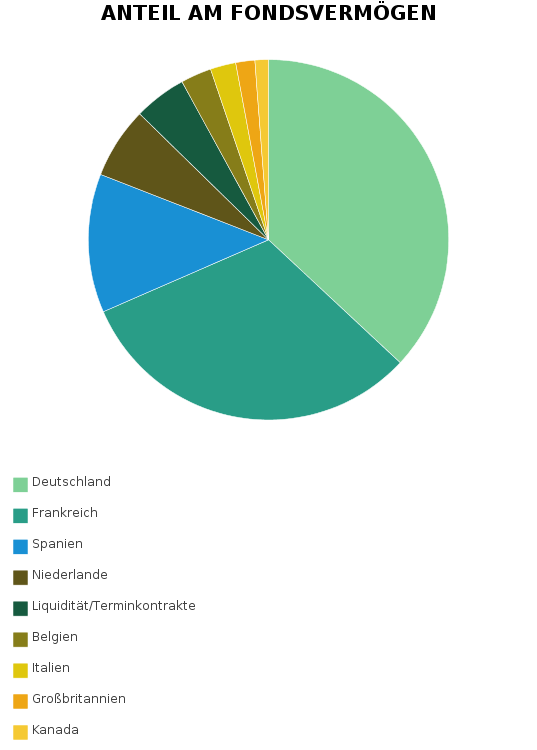 ANTEIL AM FONDSVERMÖGEN
Deutschland
Frankreich
Spanien
Niederlande
Liquidität/Terminkontrakte
Belgien
Italien
Großbritannien
Kanada